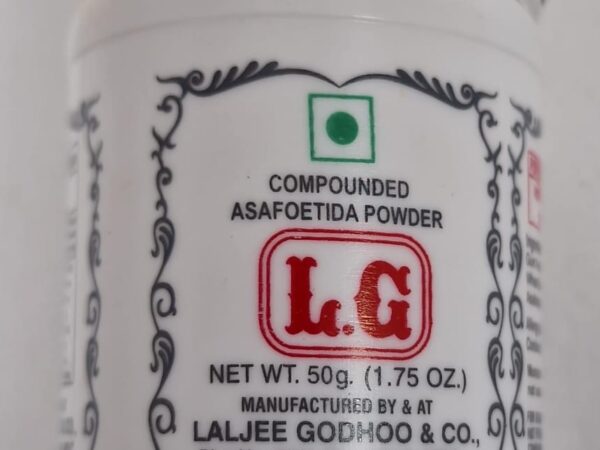 COMPOUNDED
ASAFOETIDA POWDER
L.G
NET WT. 50g. (1.75 OZ.)
MANUFACTURED BY & AT
LALJEE GODHOO & CO.,